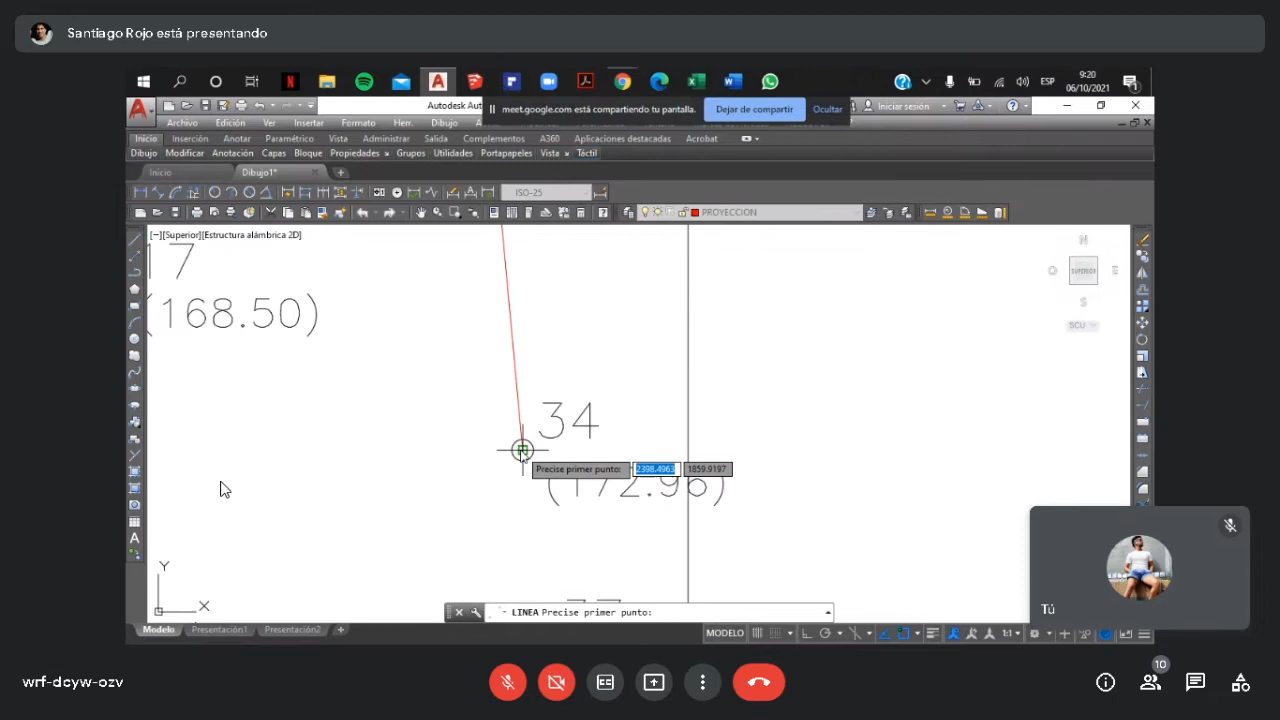 Santiago Rojo está presentando
ESP
9:20
06/10/2021
Autodesk Aut
meet.google.com está compartiendo tu pantalla.
Dejar de compartir
Ocultar
Iniciar sesión
Archivo Edición Ver Insertar Formato Herr. Dibujo
Inicio Inserción Anotar Paramétrico Vista Administrar Salida Complementos A360 Aplicaciones destacadas Acrobat
Dibujo Modificar Anotación Capas Bloque Propiedades Grupos Utilidades Portapapeles Vista Táctil
Inicio Dibujo1*
ISO-25
PROYECCION
[−][Superior][Estructura alámbrica 2D]
17
(168.50)
N
O SUPERIOR E
S
SCU
34
Precise primer punto: 2398.4963 1859.9197
(172.96)
Y
X
LINEA Precise primer punto:
Modelo Presentación1 Presentación2
MODELO
1:1
Tú
wrf-dcyw-ozv
10